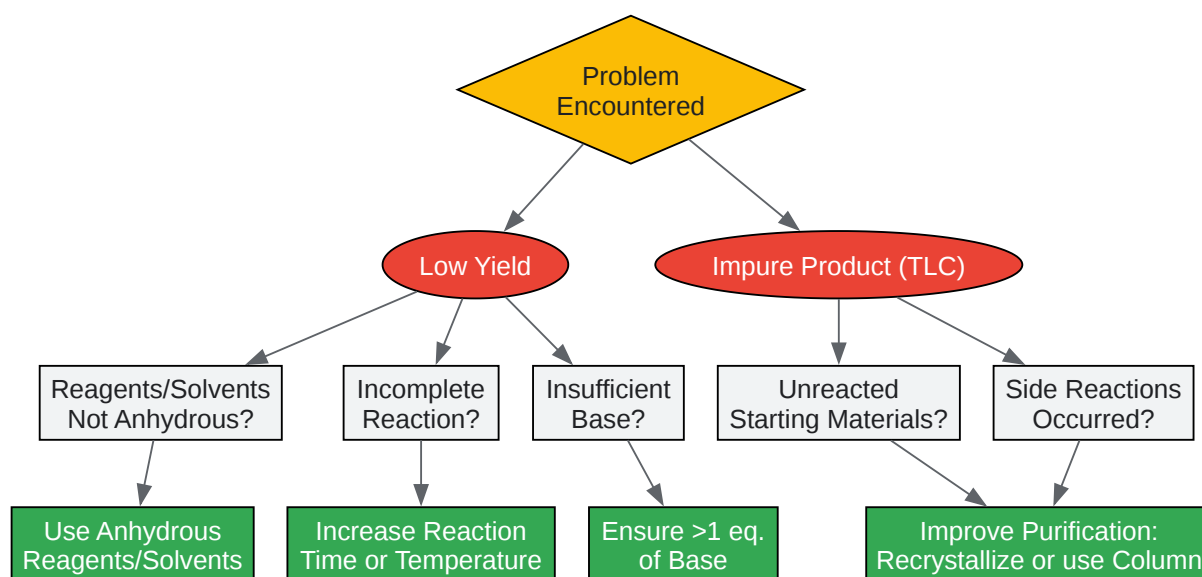 Problem
Encountered
Low Yield
Impure Product (TLC)
Reagents/Solvents
Not Anhydrous?
Incomplete
Reaction?
Insufficient
Base?
Unreacted
Starting Materials?
Side Reactions
Occurred?
Use Anhydrous
Reagents/Solvents
Increase Reaction
Time or Temperature
Ensure >1 eq.
of Base
Improve Purification:
Recrystallize or use Column